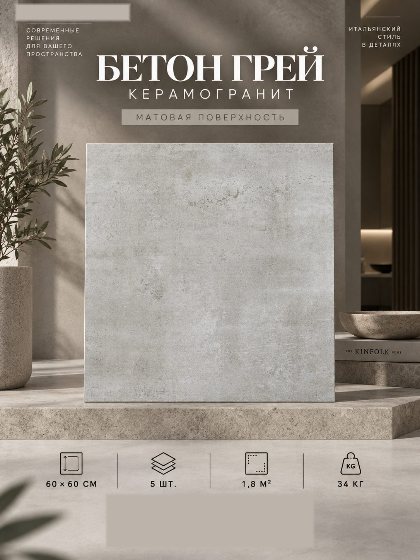 СОВРЕМЕННЫЕ
РЕШЕНИЯ
ДЛЯ ВАШЕГО
ПРОСТРАНСТВА
ИТАЛЬЯНСКИЙ
СТИЛЬ
В ДЕТАЛЯХ
БЕТОН ГРЕЙ
КЕРАМОГРАНИТ
МАТОВАЯ ПОВЕРХНОСТЬ
THE KINFOLK
KG
60 × 60 СМ
5 ШТ.
1,8 М²
34 КГ